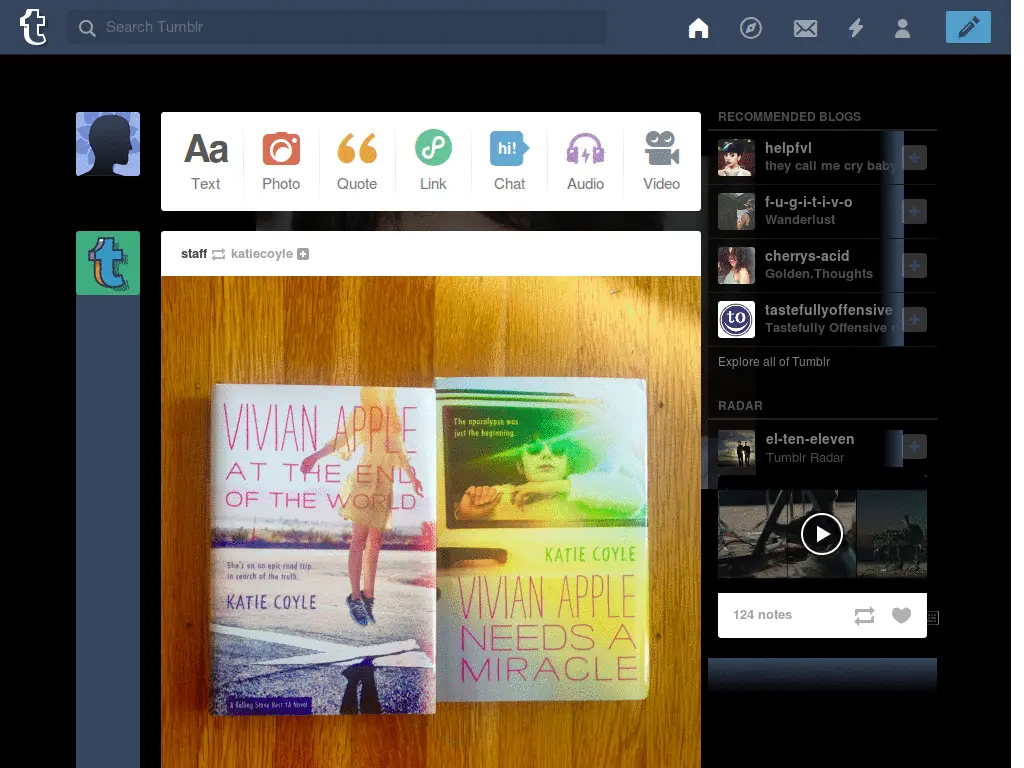 Search Tumblr
Aa
Text
Photo
Quote
Link
hi!
Chat
Audio
Video
staff katiecoyle
VIVIAN APPLE
AT THE END
OF THE WORLD
She's on an epic road trip
in search of the truth.
KATIE COYLE
A Rolling Stone Best YA Novel
The apocalypse was
just the beginning.
KATIE COYLE
VIVIAN APPLE
NEEDS A
MIRACLE
RECOMMENDED BLOGS
helpfvl
they call me cry baby
f-u-g-i-t-i-v-o
Wanderlust
cherrys-acid
Golden.Thoughts
to
tastefullyoffensive
Tastefully Offensive
Explore all of Tumblr
RADAR
el-ten-eleven
Tumblr Radar
124 notes